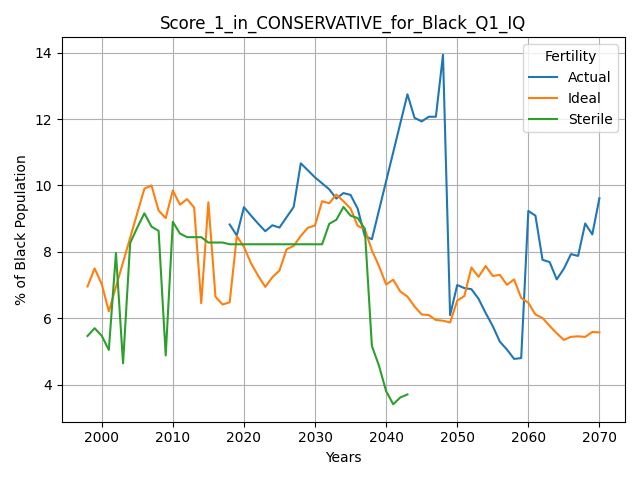 Score_1_in_CONSERVATIVE_for_Black_Q1_IQ
Fertility
Actual
Ideal
Sterile
% of Black Population
14
12
10
8
6
4
2000 2010 2020 2030 2040 2050 2060 2070
Years